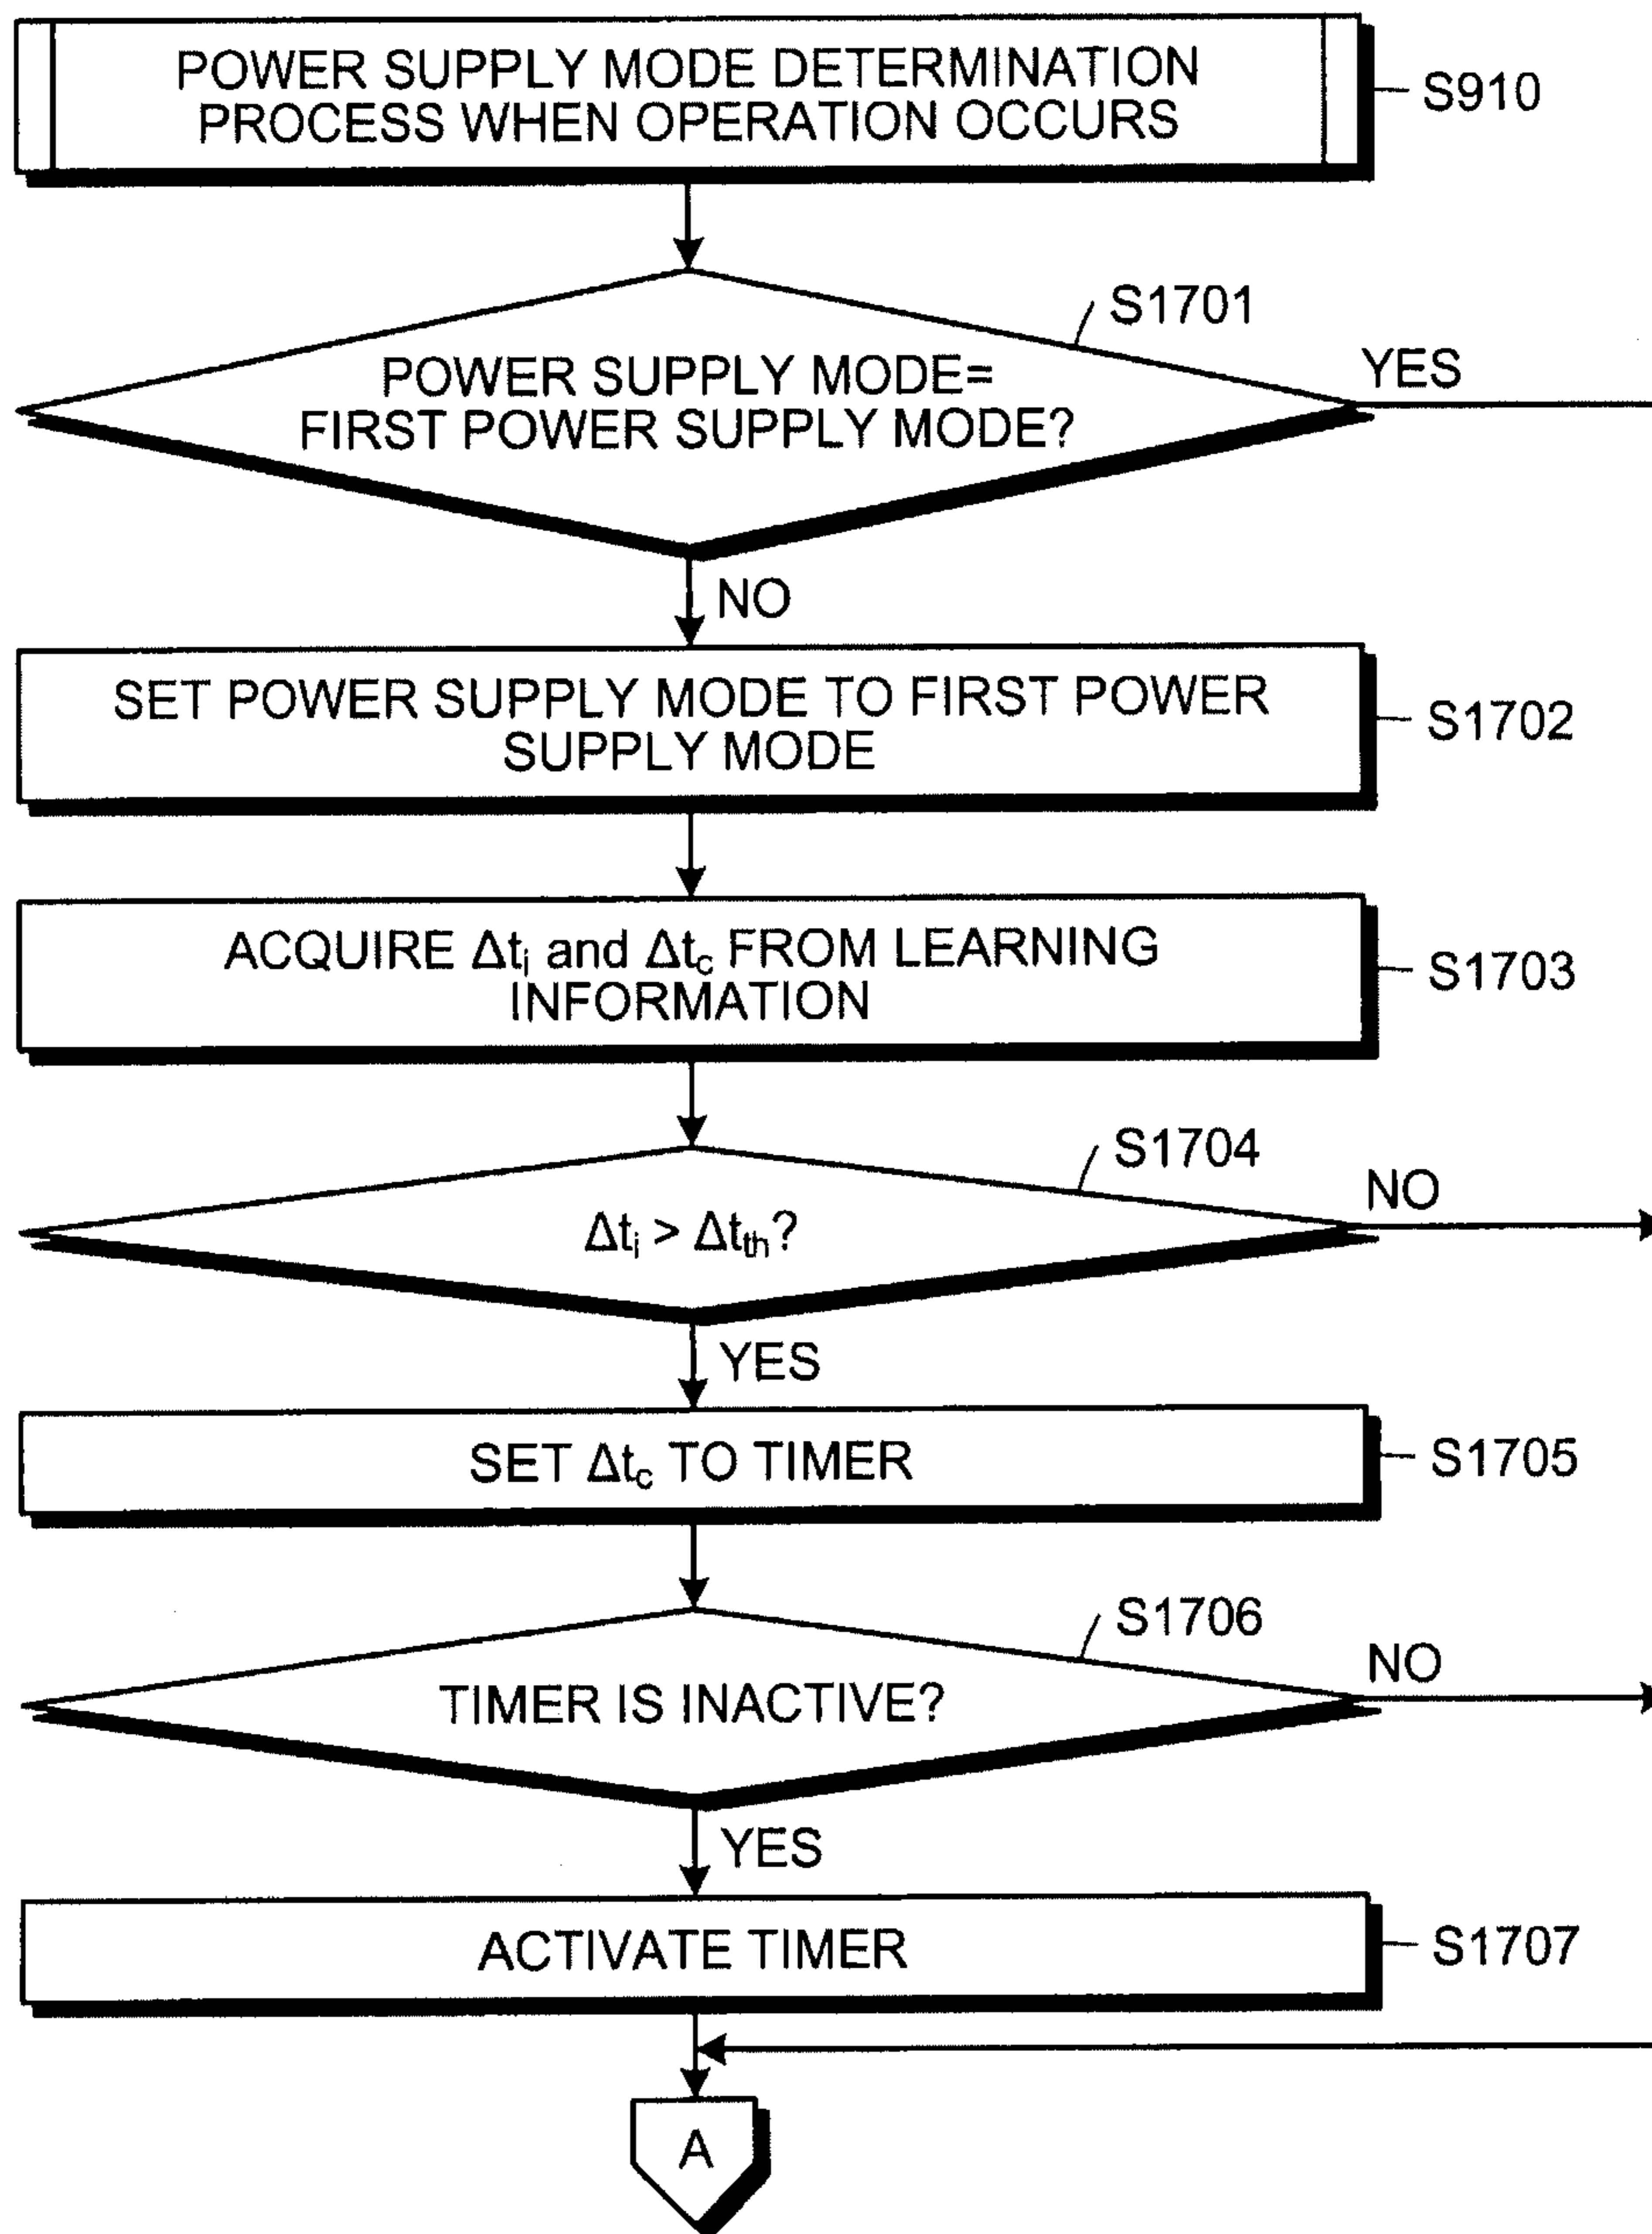 POWER SUPPLY MODE DETERMINATION
PROCESS WHEN OPERATION OCCURS
S910
S1701
POWER SUPPLY MODE=
FIRST POWER SUPPLY MODE?
YES
NO
SET POWER SUPPLY MODE TO FIRST POWER
SUPPLY MODE
S1702
ACQUIRE Δti and Δtc FROM LEARNING
INFORMATION
S1703
S1704
Δti > Δtth?
NO
YES
SET Δtc TO TIMER
S1705
S1706
TIMER IS INACTIVE?
NO
YES
ACTIVATE TIMER
S1707
A